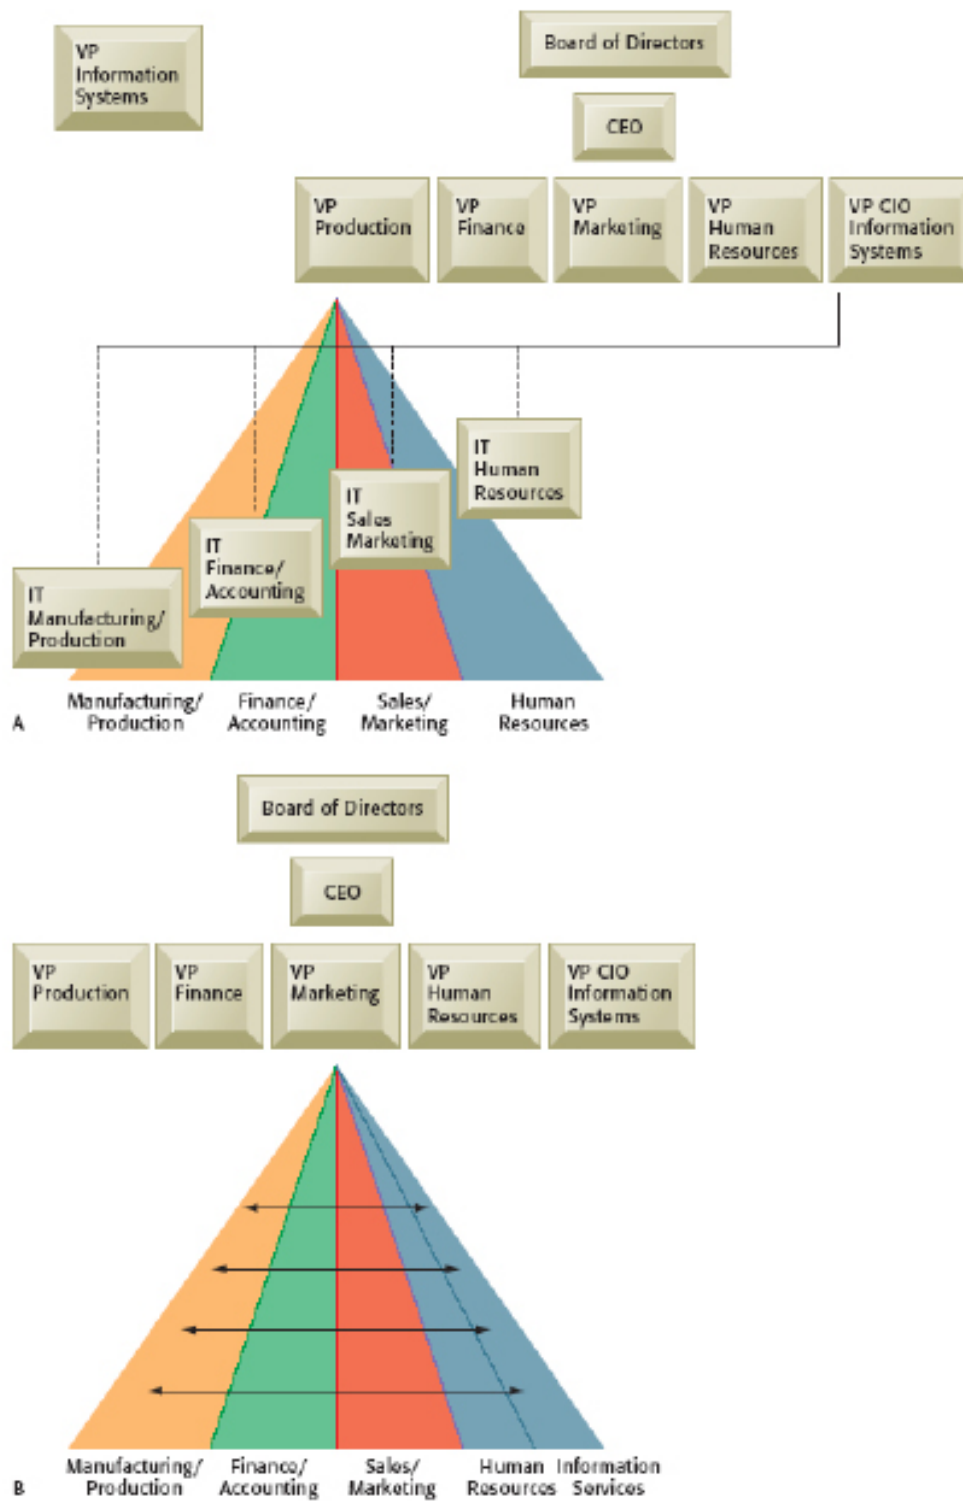 VP
Information
Systems
Board of Directors
CEO
VP
Production
VP
Finance
VP
Marketing
VP
Human
Resources
VP CIO
Information
Systems
IT
Human
Resources
IT
Sales
Marketing
IT
Finance/
Accounting
IT
Manufacturing/
Production
Manufacturing/
Production
Finance/
Accounting
Sales/
Marketing
Human
Resources
A
Board of Directors
CEO
VP
Production
VP
Finance
VP
Marketing
VP
Human
Resources
VP CIO
Information
Systems
Manufacturing/
Production
Finance/
Accounting
Sales/
Marketing
Human
Resources
Information
Services
B